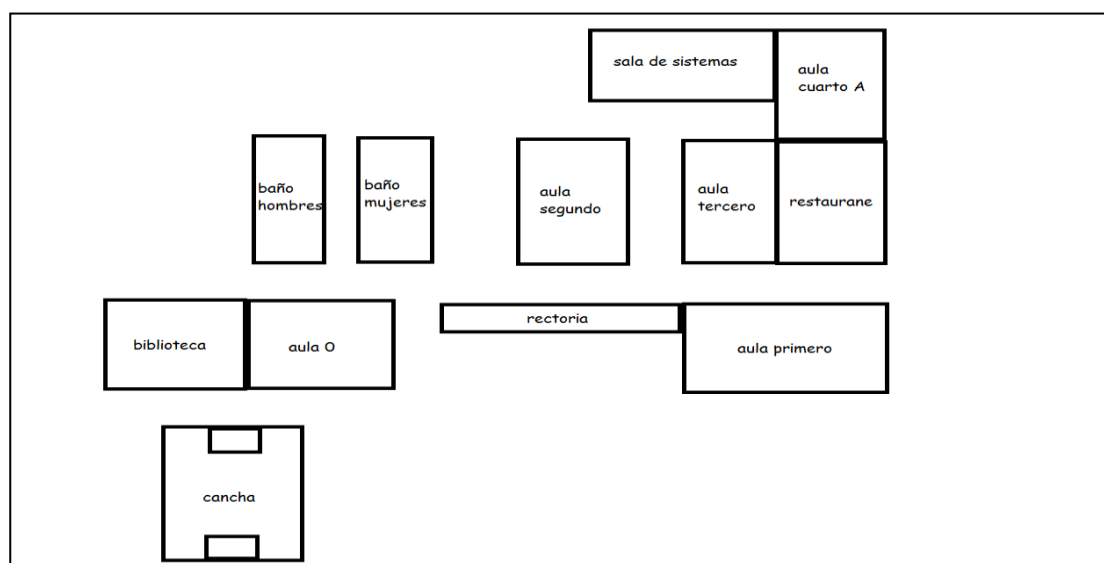 sala de sistemas
aula
cuarto A
baño
hombres
baño
mujeres
aula
segundo
aula
tercero
restaurane
biblioteca
aula 0
rectoria
aula primero
cancha